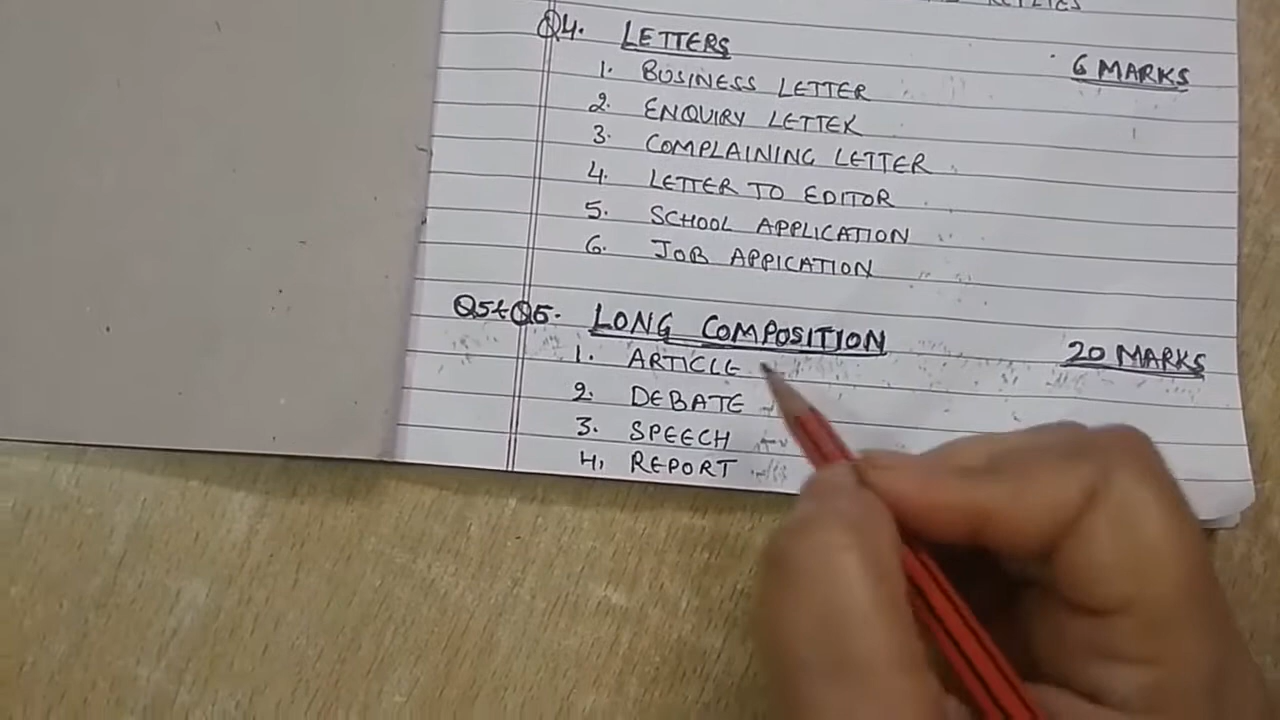 Q4. LETTERS 6 MARKS
1. BUSINESS LETTER
2. ENQUIRY LETTER
3. COMPLAINING LETTER
4. LETTER TO EDITOR
5. SCHOOL APPLICATION
6. JOB APPICATION
Q5+Q6. LONG COMPOSITION 20 MARKS
1. ARTICLE
2. DEBATE
3. SPEECH
4. REPORT